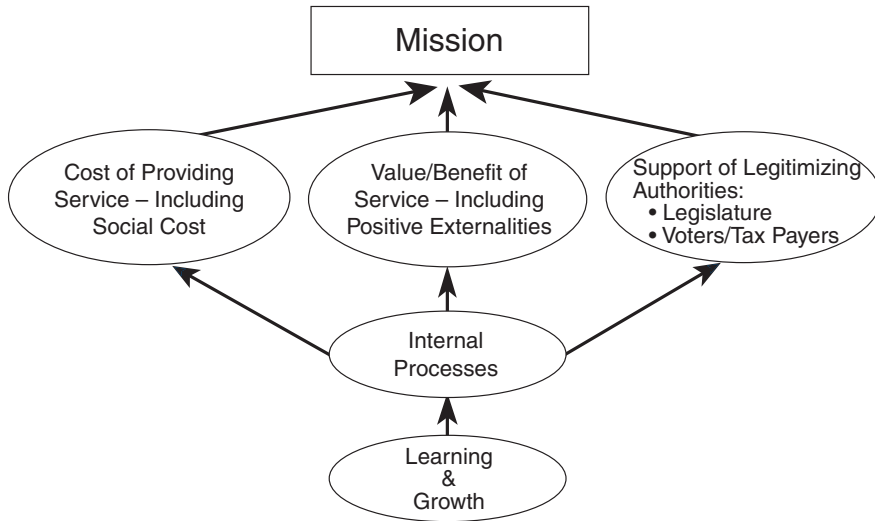 Mission
Cost of Providing
Service – Including
Social Cost
Value/Benefit of
Service – Including
Positive Externalities
Support of Legitimizing
Authorities:
• Legislature
• Voters/Tax Payers
Internal
Processes
Learning
&
Growth